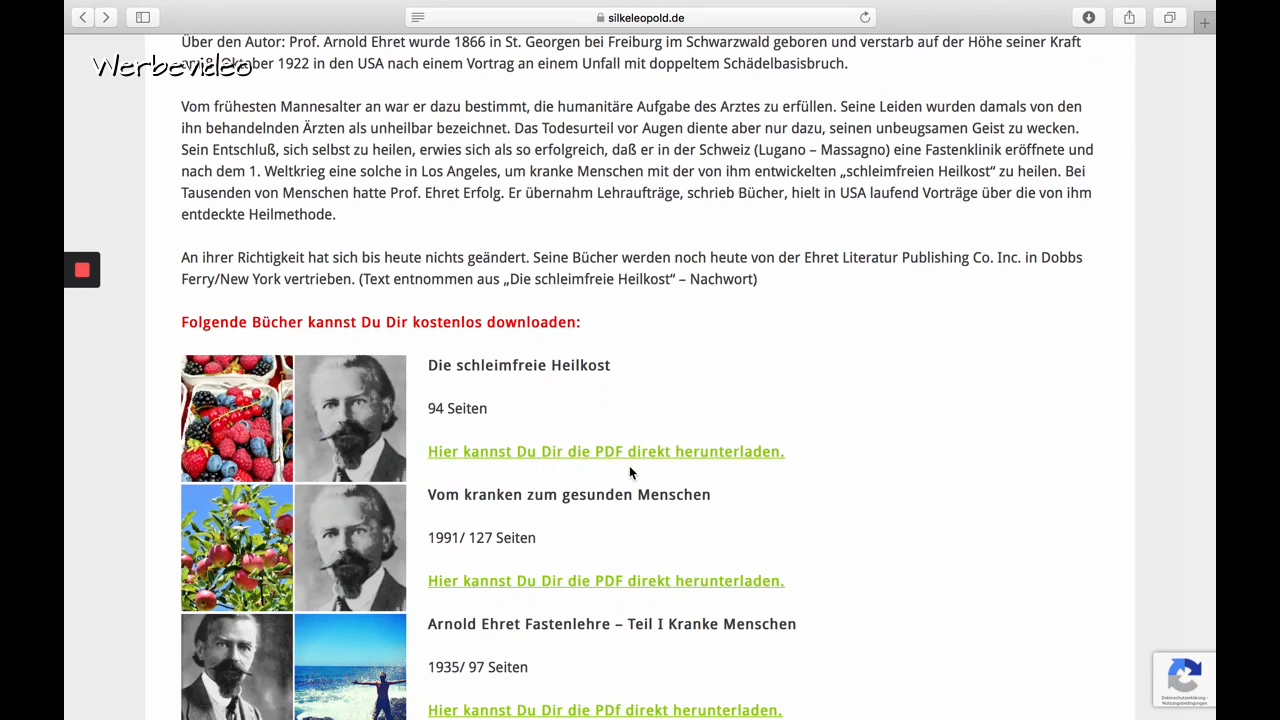 silkeleopold.de
Über den Autor: Prof. Arnold Ehret wurde 1866 in St. Georgen bei Freiburg im Schwarzwald geboren und verstarb auf der Höhe seiner Kraft
Werbevideo
1922 in den USA nach einem Vortrag an einem Unfall mit doppeltem Schädelbasisbruch.
Vom frühesten Mannesalter an war er dazu bestimmt, die humanitäre Aufgabe des Arztes zu erfüllen. Seine Leiden wurden damals von den
ihn behandelnden Ärzten als unheilbar bezeichnet. Das Todesurteil vor Augen diente aber nur dazu, seinen unbeugsamen Geist zu wecken.
Sein Entschluß, sich selbst zu heilen, erwies sich als so erfolgreich, daß er in der Schweiz (Lugano – Massagno) eine Fastenklinik eröffnete und
nach dem 1. Weltkrieg eine solche in Los Angeles, um kranke Menschen mit der von ihm entwickelten „schleimfreien Heilkost“ zu heilen. Bei
Tausenden von Menschen hatte Prof. Ehret Erfolg. Er übernahm Lehraufträge, schrieb Bücher, hielt in USA laufend Vorträge über die von ihm
entdeckte Heilmethode.
An ihrer Richtigkeit hat sich bis heute nichts geändert. Seine Bücher werden noch heute von der Ehret Literatur Publishing Co. Inc. in Dobbs
Ferry/New York vertrieben. (Text entnommen aus „Die schleimfreie Heilkost“ – Nachwort)
Folgende Bücher kannst Du Dir kostenlos downloaden:
Die schleimfreie Heilkost
94 Seiten
Hier kannst Du Dir die PDF direkt herunterladen.
Vom kranken zum gesunden Menschen
1991/ 127 Seiten
Hier kannst Du Dir die PDF direkt herunterladen.
Arnold Ehret Fastenlehre – Teil I Kranke Menschen
1935/ 97 Seiten
Hier kannst Du Dir die PDf direkt herunterladen.
Datenschutzerklärung -
Nutzungsbedingungen